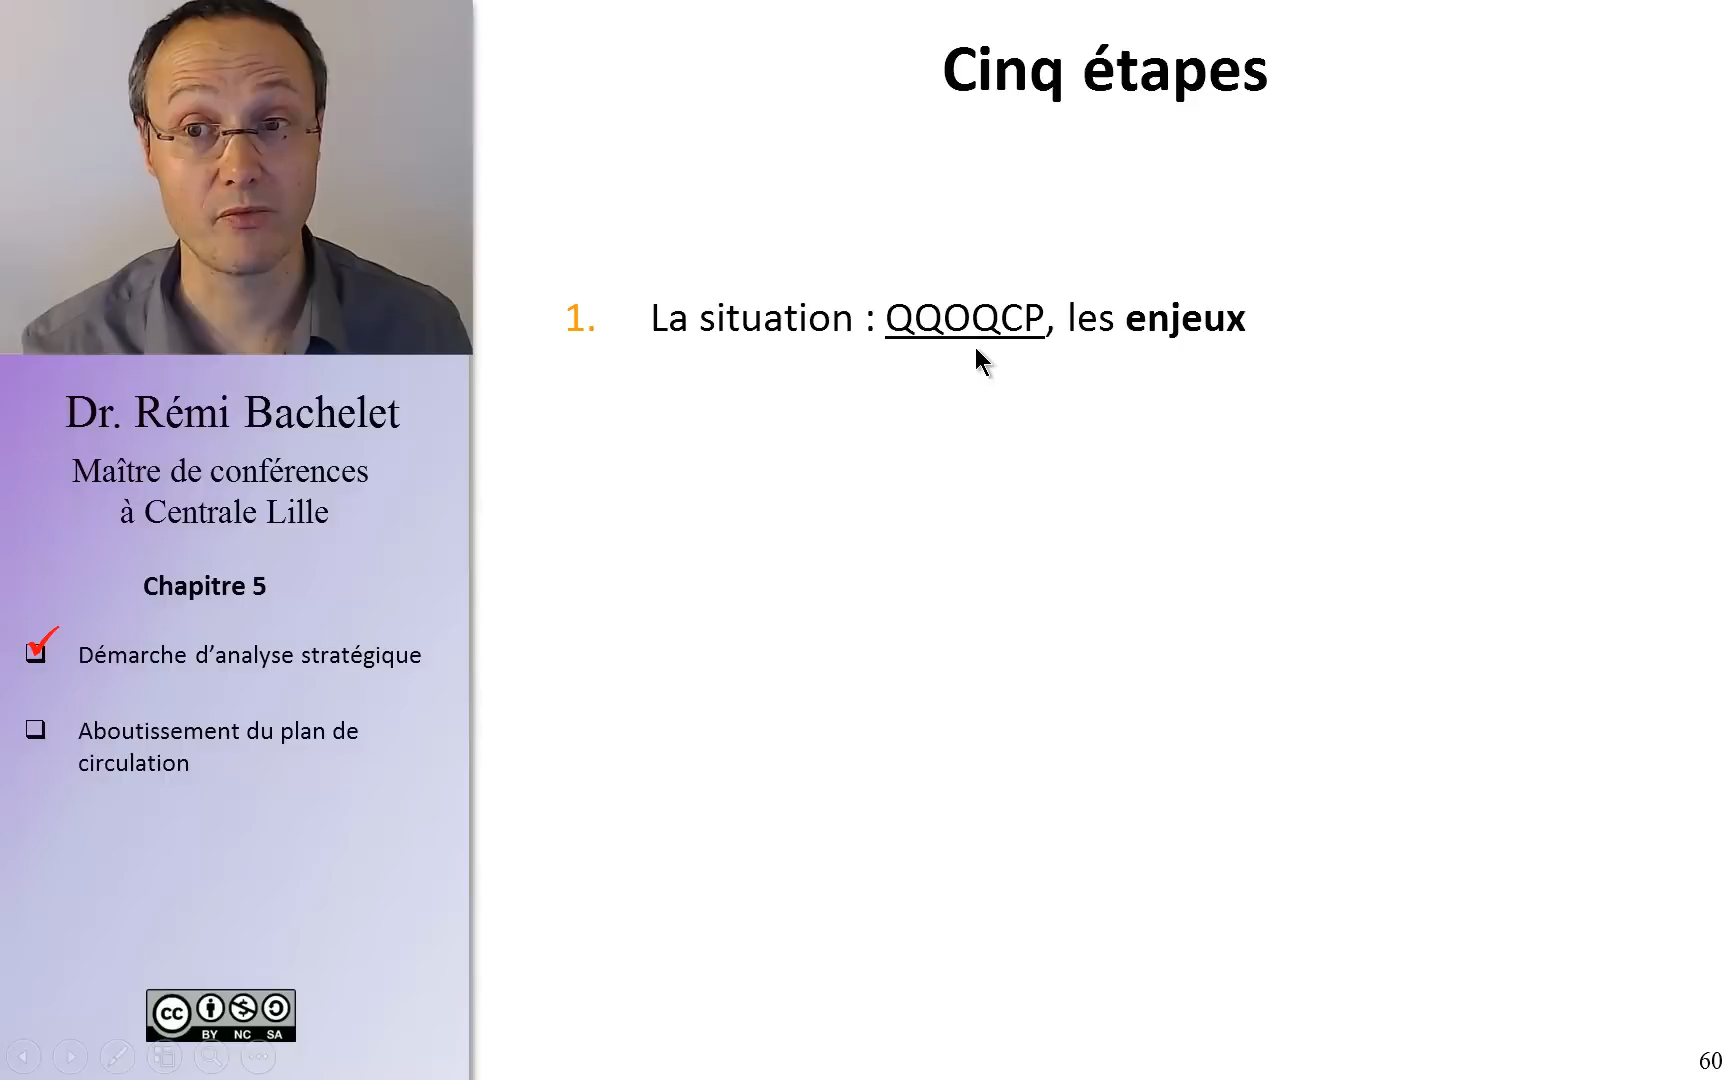 Cinq étapes
1. La situation : QQOQCP, les enjeux
Dr. Rémi Bachelet
Maître de conférences
à Centrale Lille
Chapitre 5
Démarche d’analyse stratégique
Aboutissement du plan de
circulation
cc
BY NC SA
60